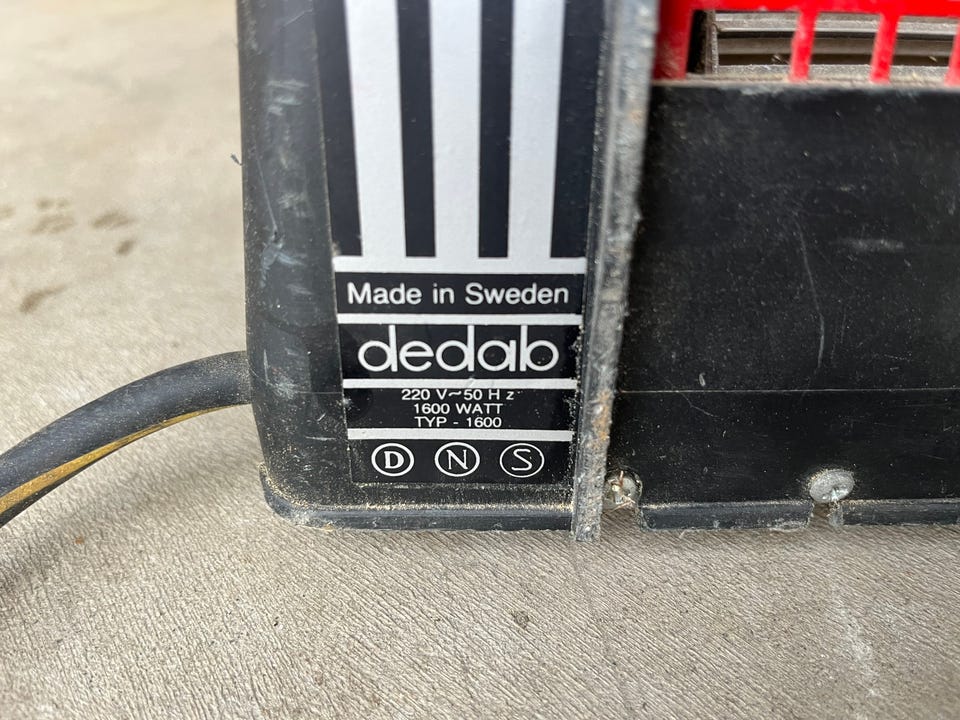 Made in Sweden
dedab
220 V~50 Hz
1600 WATT
TYP - 1600
D N S